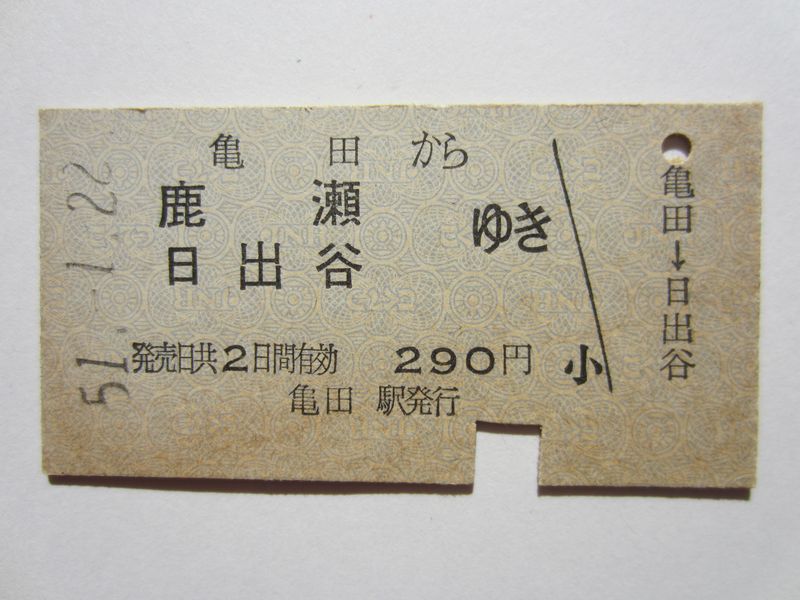 亀田から
鹿瀬
日出谷
ゆき
発売日共2日間有効 290円 小
亀田 駅発行
亀田→日出谷
51.-1.22